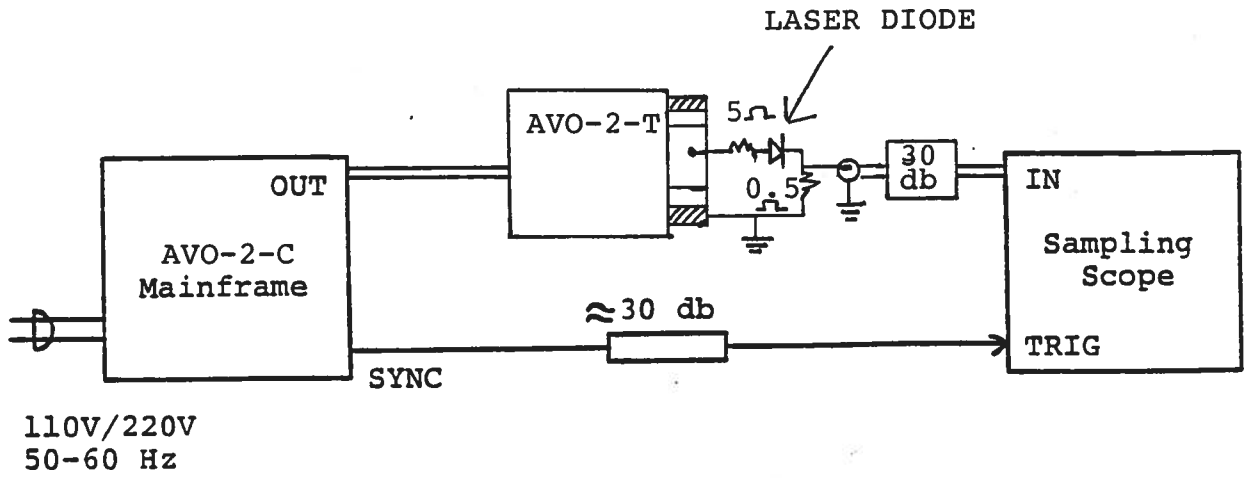 LASER DIODE
AVO-2-T
5Ω
OUT
30
db
IN
0.5
Ω
AVO-2-C
Mainframe
Sampling
Scope
≈30 db
TRIG
SYNC
110V/220V
50-60 Hz